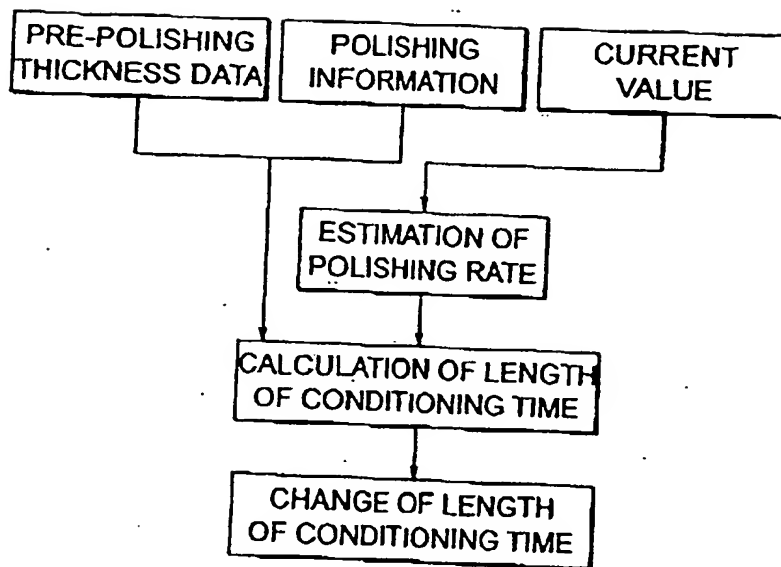 PRE-POLISHING
THICKNESS DATA
POLISHING
INFORMATION
CURRENT
VALUE
ESTIMATION OF
POLISHING RATE
CALCULATION OF LENGTH
OF CONDITIONING TIME
CHANGE OF LENGTH
OF CONDITIONING TIME